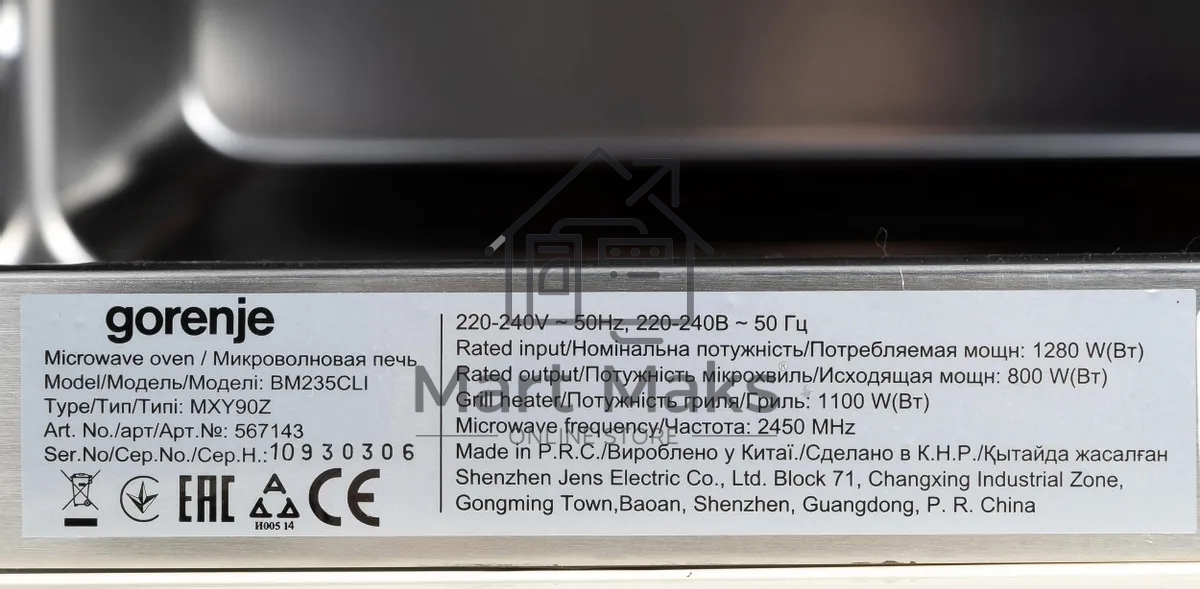 gorenje
Microwave oven / Микроволновая печь
Model/Модель/Моделі: BM235CLI
Type/Тип/Типі: MXY90Z
Art. No./арт/Арт.№: 567143
Ser.No/Сер.No./Сер.Н.:10930306
EAC
И005 14
CE
220-240V ~ 50Hz, 220-240В ~ 50 Гц
Rated input/Номінальна потужність/Потребляемая мощн: 1280 W(Вт)
Rated output/Потужність мікрохвиль/Исходящая мощн: 800 W(Вт)
Grill heater/Потужність гриля/Гриль: 1100 W(Вт)
Microwave frequency/Частота: 2450 MHz
Made in P.R.C./Вироблено у Китаї./Сделано в К.Н.Р./Қытайда жасалған
Shenzhen Jens Electric Co., Ltd. Block 71, Changxing Industrial Zone,
Gongming Town,Baoan, Shenzhen, Guangdong, P. R. China
Mart Maks®
ONLINE STORE